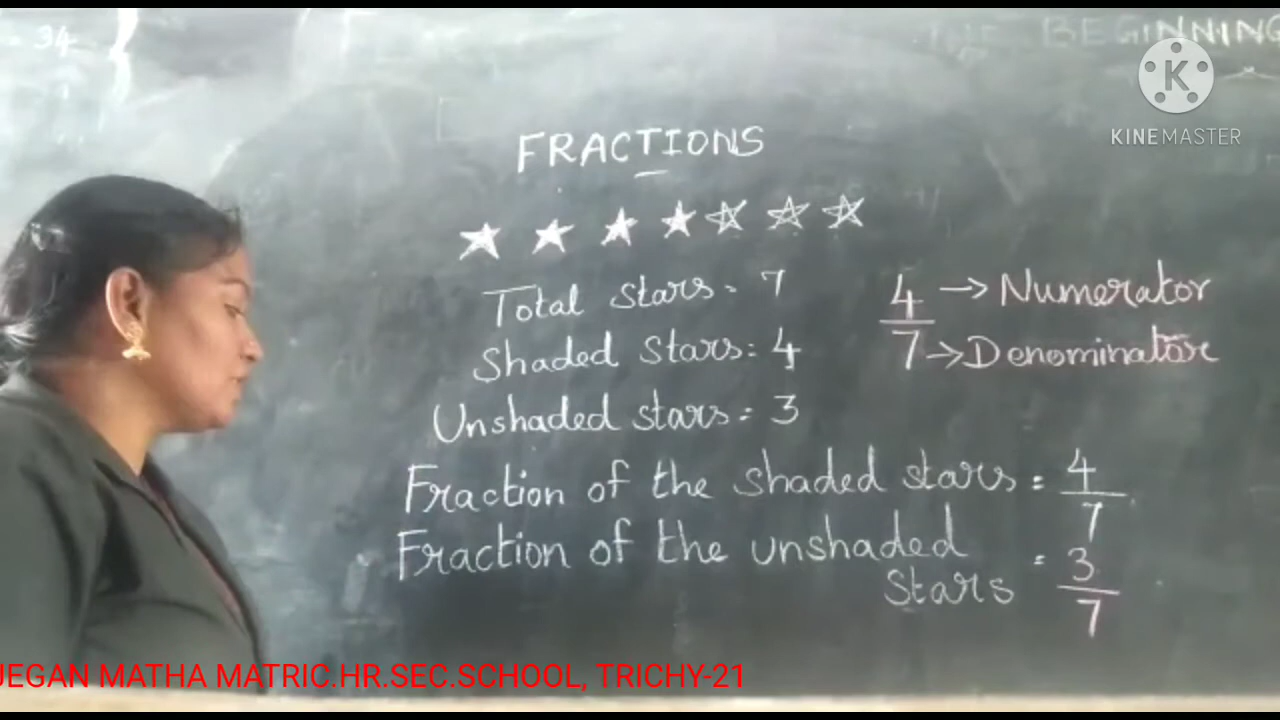 34
THE BEGINNING
K
KINEMASTER
FRACTIONS
Total stars = 7
Shaded stars = 4
Unshaded stars = 3
4 → Numerator
7 → Denominator
Fraction of the shaded stars = 4/7
Fraction of the unshaded
stars = 3/7
JEGAN MATHA MATRIC.HR.SEC.SCHOOL, TRICHY-21